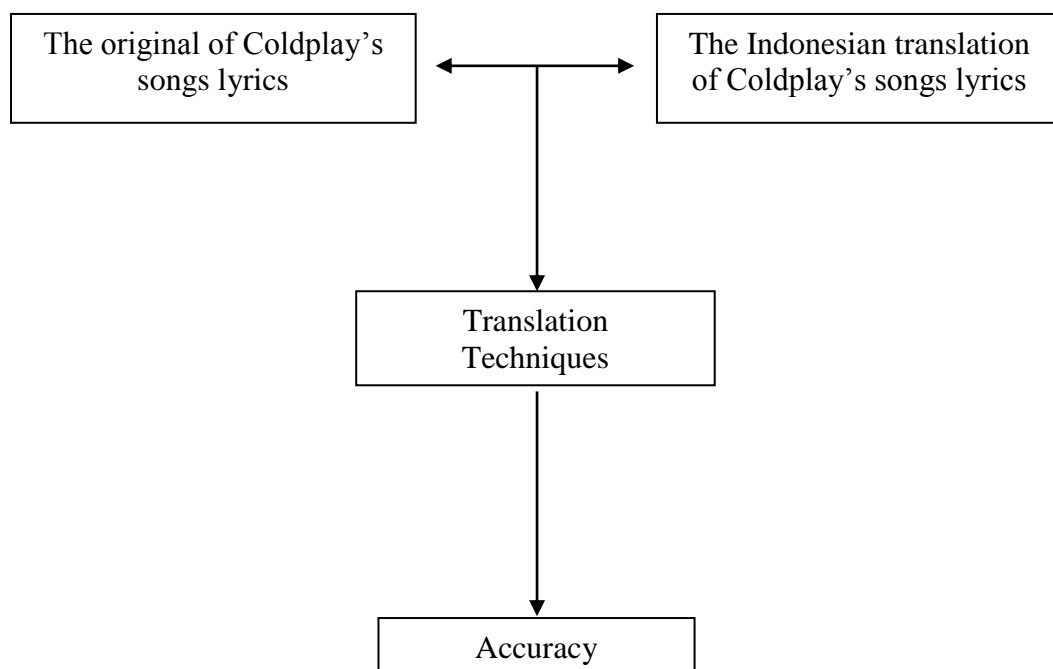 The original of Coldplay’s
songs lyrics
The Indonesian translation
of Coldplay’s songs lyrics
Translation
Techniques
Accuracy